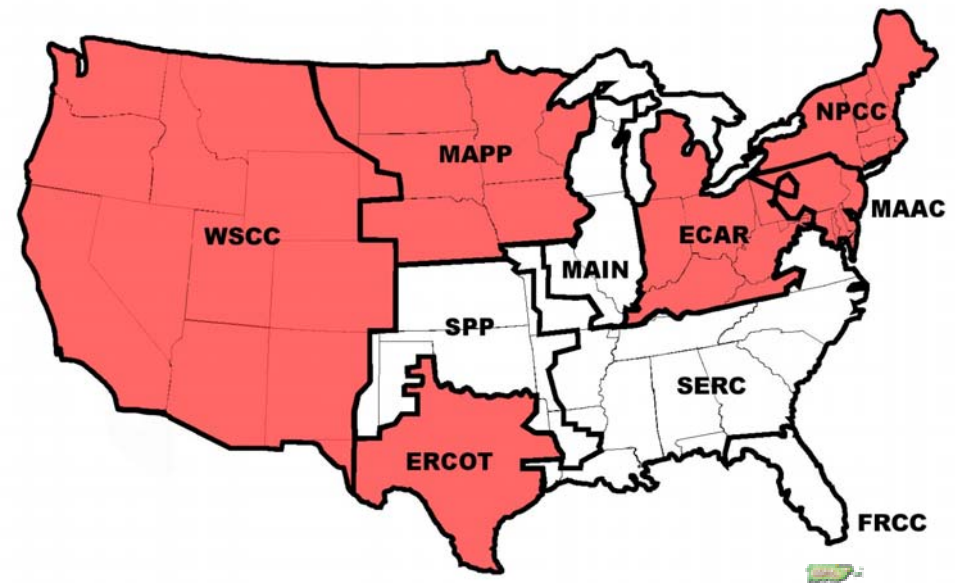 NPCC
MAPP
MAAC
WSCC
ECAR
MAIN
SPP
SERC
ERCOT
FRCC